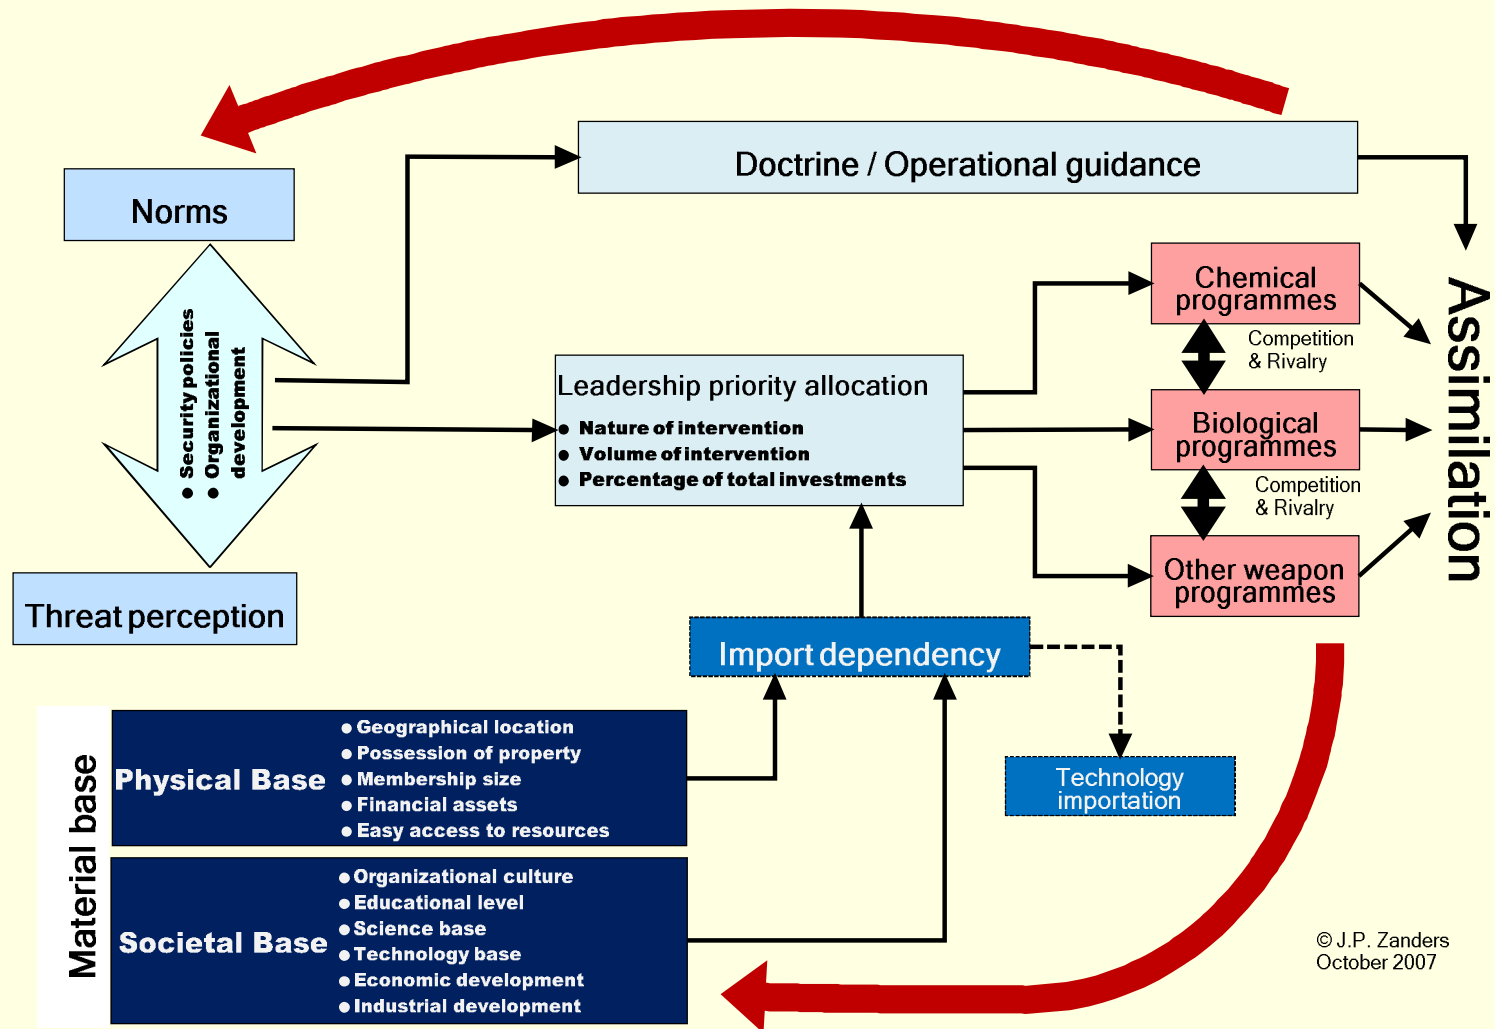 Doctrine / Operational guidance
Norms
● Security policies
● Organizational
development
Threat perception
Leadership priority allocation
● Nature of intervention
● Volume of intervention
● Percentage of total investments
Chemical
programmes
Competition
& Rivalry
Biological
programmes
Competition
& Rivalry
Other weapon
programmes
Assimilation
Import dependency
Technology
importation
Material base
Physical Base
● Geographical location
● Possession of property
● Membership size
● Financial assets
● Easy access to resources
Societal Base
● Organizational culture
● Educational level
● Science base
● Technology base
● Economic development
● Industrial development
© J.P. Zanders
October 2007